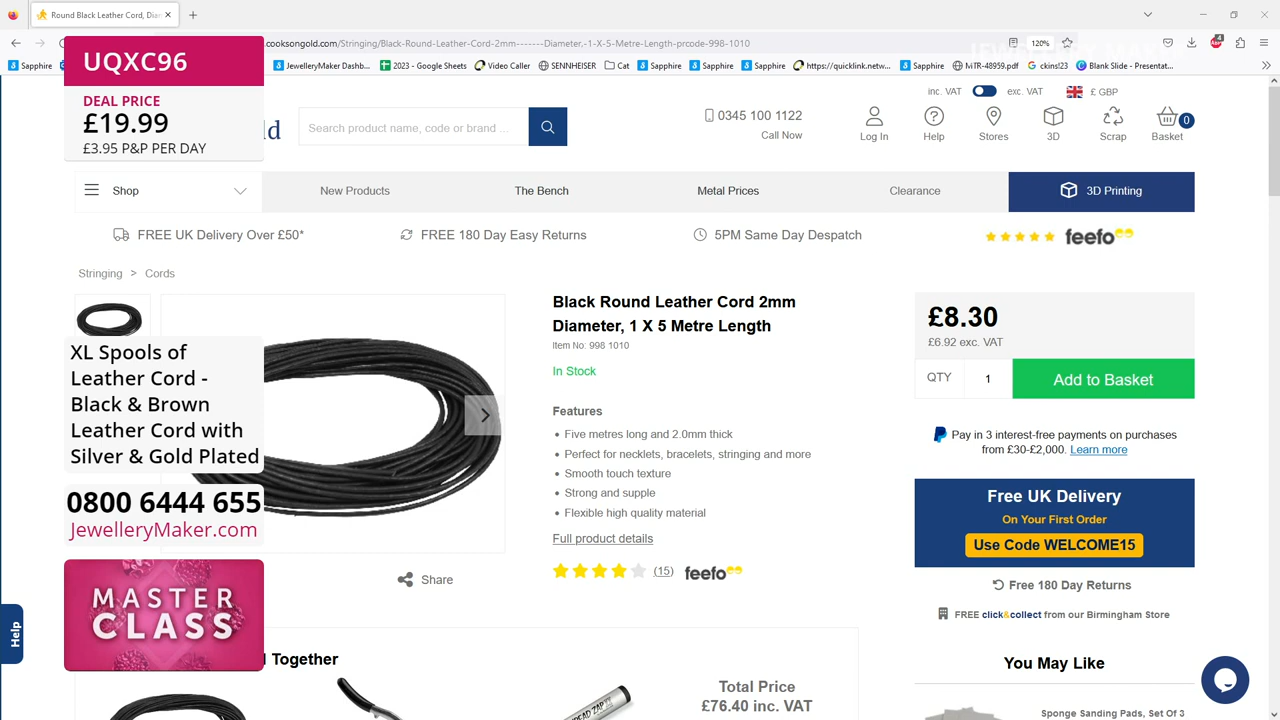 Round Black Leather Cord, Diam
cooksongold.com/Stringing/Black-Round-Leather-Cord-2mm-------Diameter,-1-X-5-Metre-Length-prcode-998-1010
120%
Sapphire
JewelleryMaker Dashb...
2023 - Google Sheets
Video Caller
SENNHEISER
Cat
Sapphire
Sapphire
Sapphire
https://quicklink.netw...
Sapphire
MTR-48959.pdf
ckins!23
Blank Slide - Presentat...
UQXC96
DEAL PRICE
£19.99
£3.95 P&P PER DAY
inc. VAT
exc. VAT
£ GBP
ld
Search product name, code or brand ...
0345 100 1122
Call Now
Log In
Help
Stores
3D
Scrap
Basket
0
Shop
New Products
The Bench
Metal Prices
Clearance
3D Printing
FREE UK Delivery Over £50*
FREE 180 Day Easy Returns
5PM Same Day Despatch
feefo
Stringing > Cords
XL Spools of
Leather Cord -
Black & Brown
Leather Cord with
Silver & Gold Plated
0800 6444 655
JewelleryMaker.com
MASTER
CLASS
Help
Black Round Leather Cord 2mm
Diameter, 1 X 5 Metre Length
Item No: 998 1010
In Stock
Features
Five metres long and 2.0mm thick
Perfect for necklets, bracelets, stringing and more
Smooth touch texture
Strong and supple
Flexible high quality material
Full product details
(15)
feefo
Share
£8.30
£6.92 exc. VAT
QTY
1
Add to Basket
Pay in 3 interest-free payments on purchases
from £30-£2,000. Learn more
Free UK Delivery
On Your First Order
Use Code WELCOME15
Free 180 Day Returns
FREE click&collect from our Birmingham Store
Together
Total Price
£76.40 inc. VAT
You May Like
Sponge Sanding Pads, Set Of 3